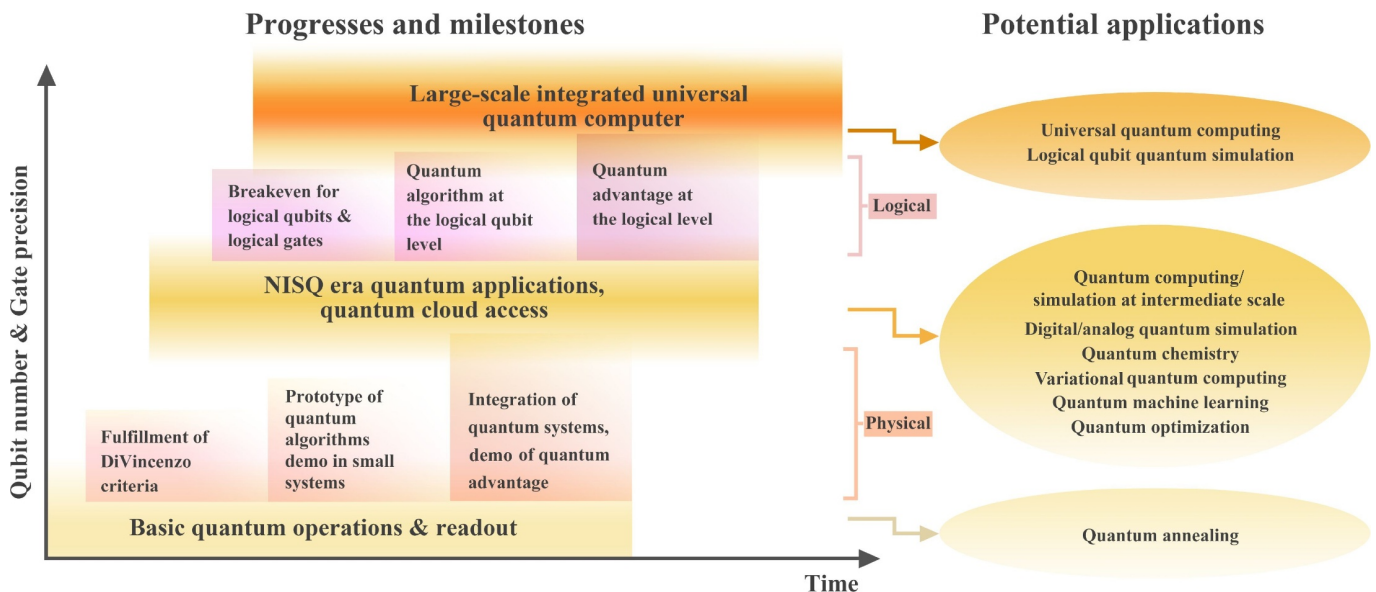 Progresses and milestones
Potential applications
Qubit number & Gate precision
Large-scale integrated universal
quantum computer
Breakeven for
logical qubits &
logical gates
Quantum
algorithm at
the logical qubit
level
Quantum
advantage at
the logical level
Logical
NISQ era quantum applications,
quantum cloud access
Fulfillment of
DiVincenzo
criteria
Prototype of
quantum
algorithms
demo in small
systems
Integration of
quantum systems,
demo of quantum
advantage
Physical
Basic quantum operations & readout
Time
Universal quantum computing
Logical qubit quantum simulation
Quantum computing/
simulation at intermediate scale
Digital/analog quantum simulation
Quantum chemistry
Variational quantum computing
Quantum machine learning
Quantum optimization
Quantum annealing